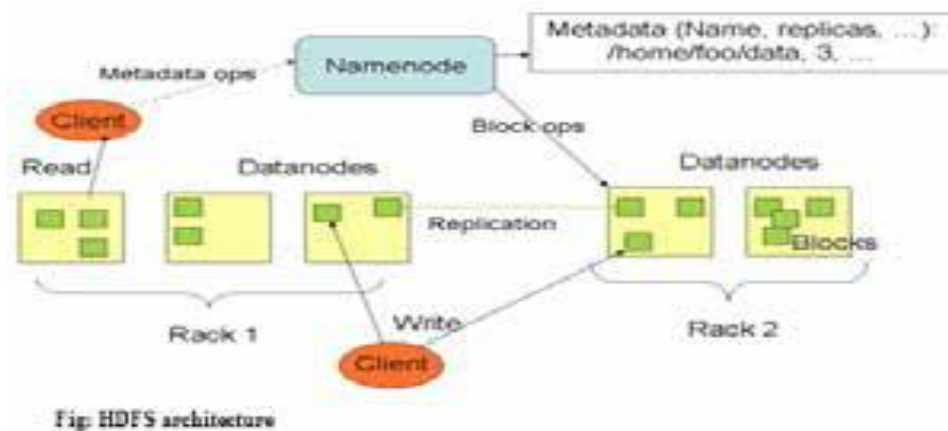 Metadata (Name, replicas, ...):
/home/foo/data, 3, ...
Namenode
Metadata ops
Client
Block ops
Read
Datanodes
Datanodes
Replication
Blocks
Rack 1
Write
Rack 2
Client
Fig: HDFS architecture